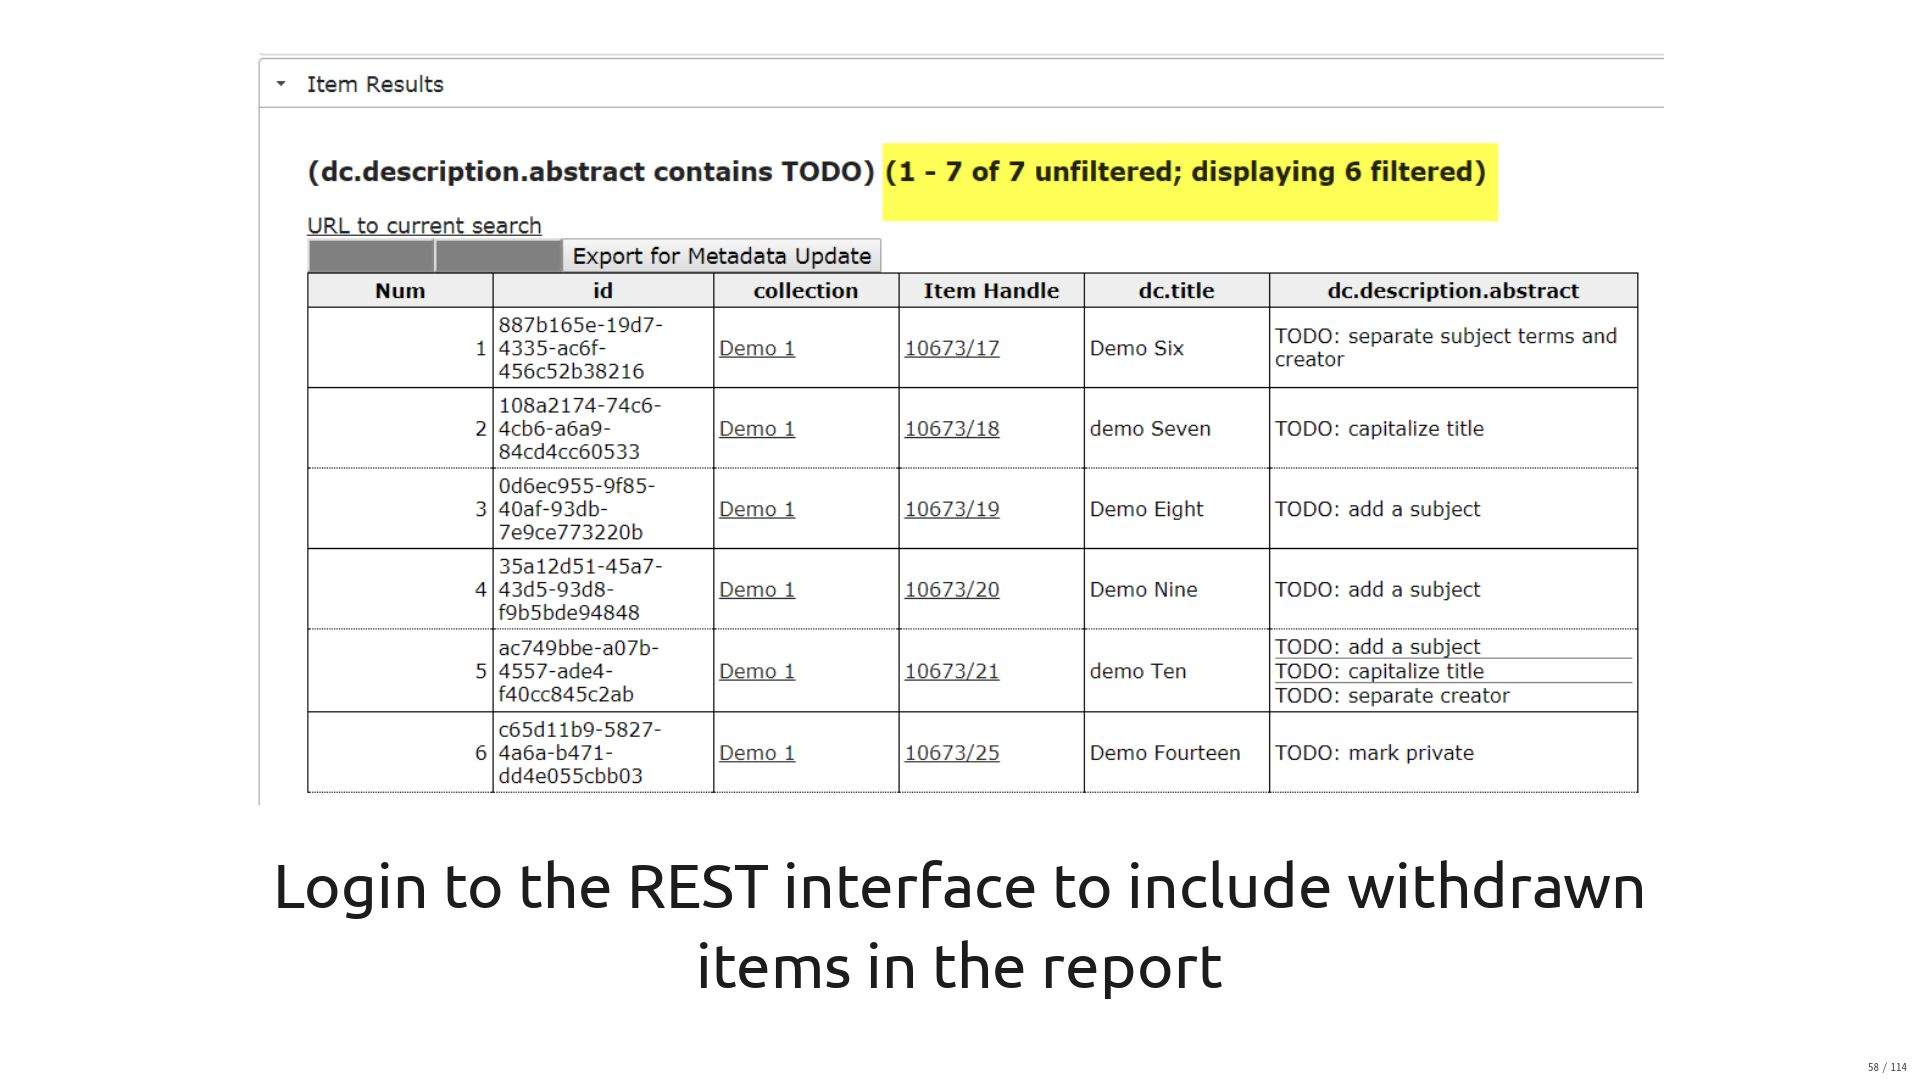 Item Results
(dc.description.abstract contains TODO) (1 - 7 of 7 unfiltered; displaying 6 filtered)
URL to current search
Export for Metadata Update
Num id collection Item Handle dc.title dc.description.abstract
1 887b165e-19d7-4335-ac6f-456c52b38216 Demo 1 10673/17 Demo Six TODO: separate subject terms and creator
2 108a2174-74c6-4cb6-a6a9-84cd4cc60533 Demo 1 10673/18 demo Seven TODO: capitalize title
3 0d6ec955-9f85-40af-93db-7e9ce773220b Demo 1 10673/19 Demo Eight TODO: add a subject
4 35a12d51-45a7-43d5-93d8-f9b5bde94848 Demo 1 10673/20 Demo Nine TODO: add a subject
5 ac749bbe-a07b-4557-ade4-f40cc845c2ab Demo 1 10673/21 demo Ten TODO: add a subject
TODO: capitalize title
TODO: separate creator
6 c65d11b9-5827-4a6a-b471-dd4e055cbb03 Demo 1 10673/25 Demo Fourteen TODO: mark private
Login to the REST interface to include withdrawn
items in the report
58 / 114